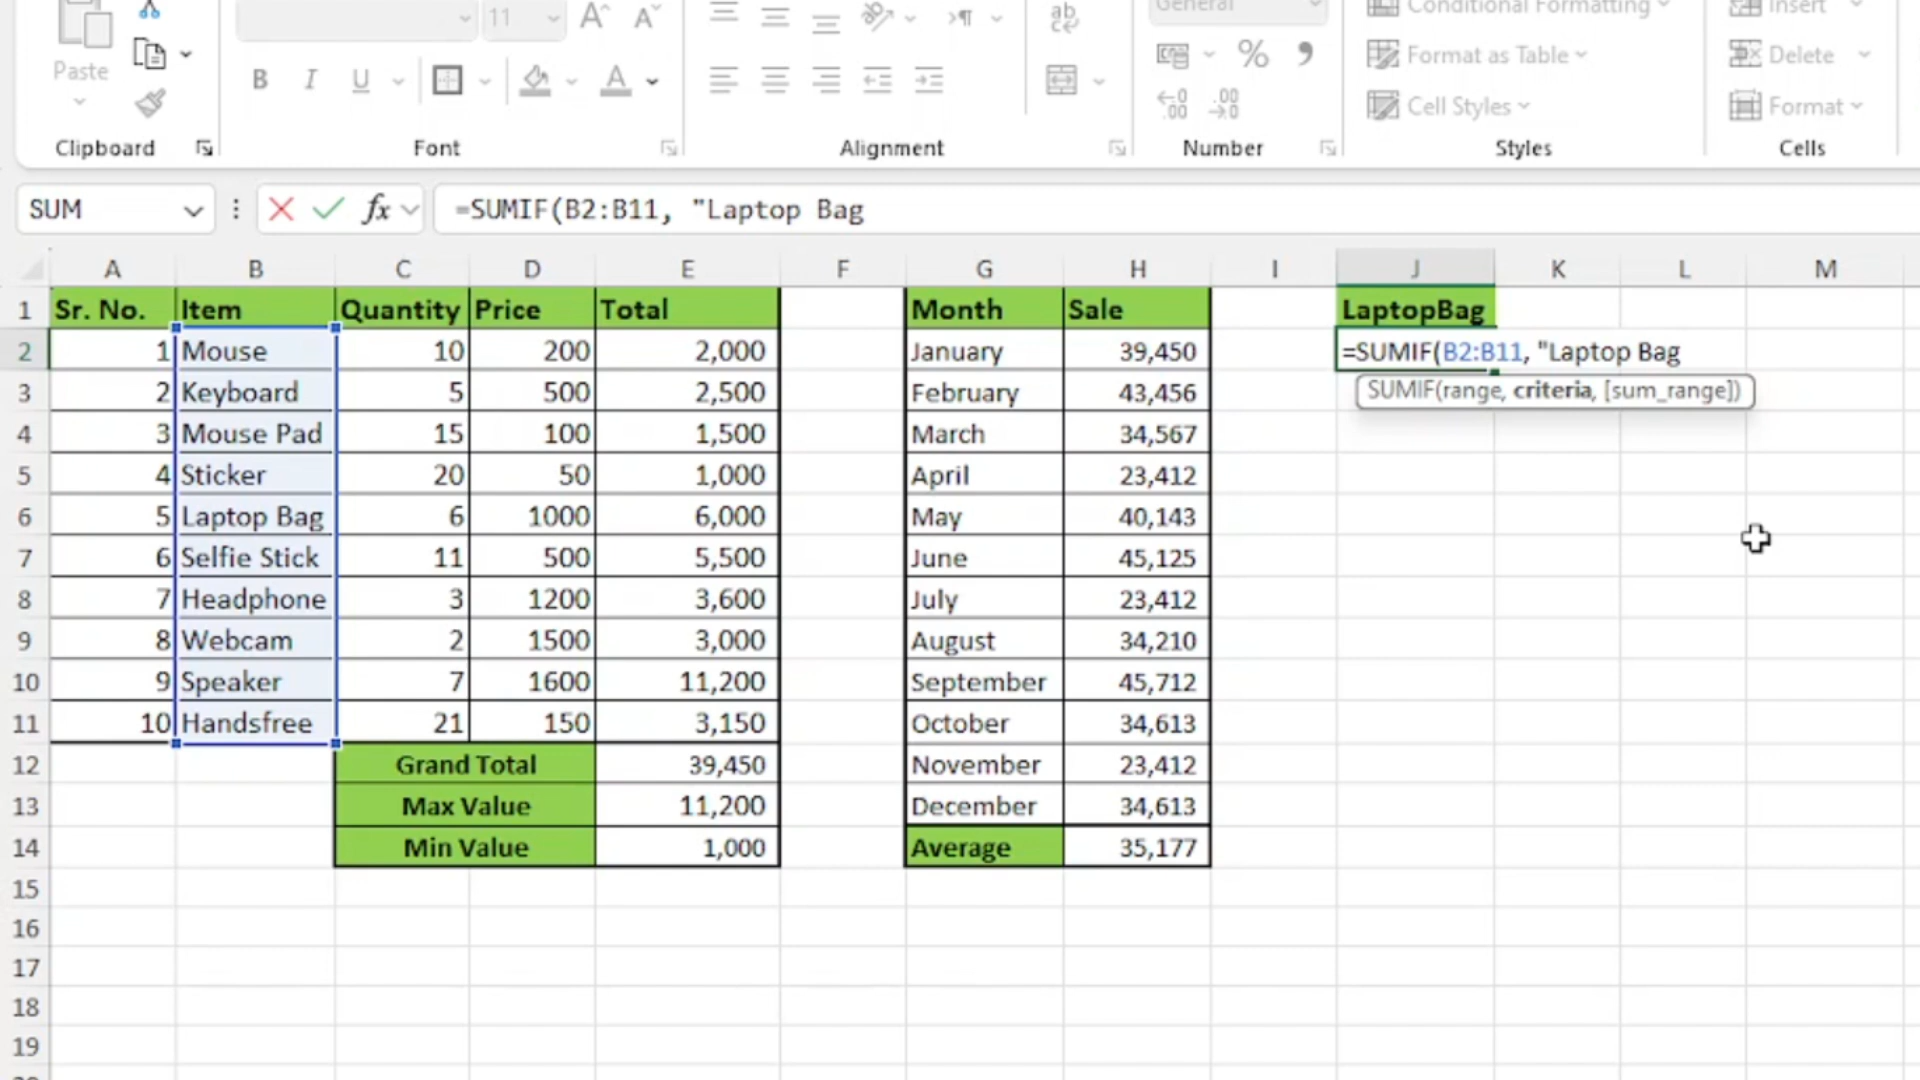 11 A A General Conditional Formatting Insert
Paste ab % Format as Table Delete
B I U A .00 .00 Cell Styles Format
Clipboard Font Alignment Number Styles Cells
SUM fx =SUMIF(B2:B11, "Laptop Bag
A B C D E F G H I J K L M
1 Sr. No. Item Quantity Price Total Month Sale LaptopBag
2 1 Mouse 10 200 2,000 January 39,450 =SUMIF(B2:B11, "Laptop Bag
SUMIF(range, criteria, [sum_range])
3 2 Keyboard 5 500 2,500 February 43,456
4 3 Mouse Pad 15 100 1,500 March 34,567
5 4 Sticker 20 50 1,000 April 23,412
6 5 Laptop Bag 6 1000 6,000 May 40,143
7 6 Selfie Stick 11 500 5,500 June 45,125
8 7 Headphone 3 1200 3,600 July 23,412
9 8 Webcam 2 1500 3,000 August 34,210
10 9 Speaker 7 1600 11,200 September 45,712
11 10 Handsfree 21 150 3,150 October 34,613
12 Grand Total 39,450 November 23,412
13 Max Value 11,200 December 34,613
14 Min Value 1,000 Average 35,177
15
16
17
18
19